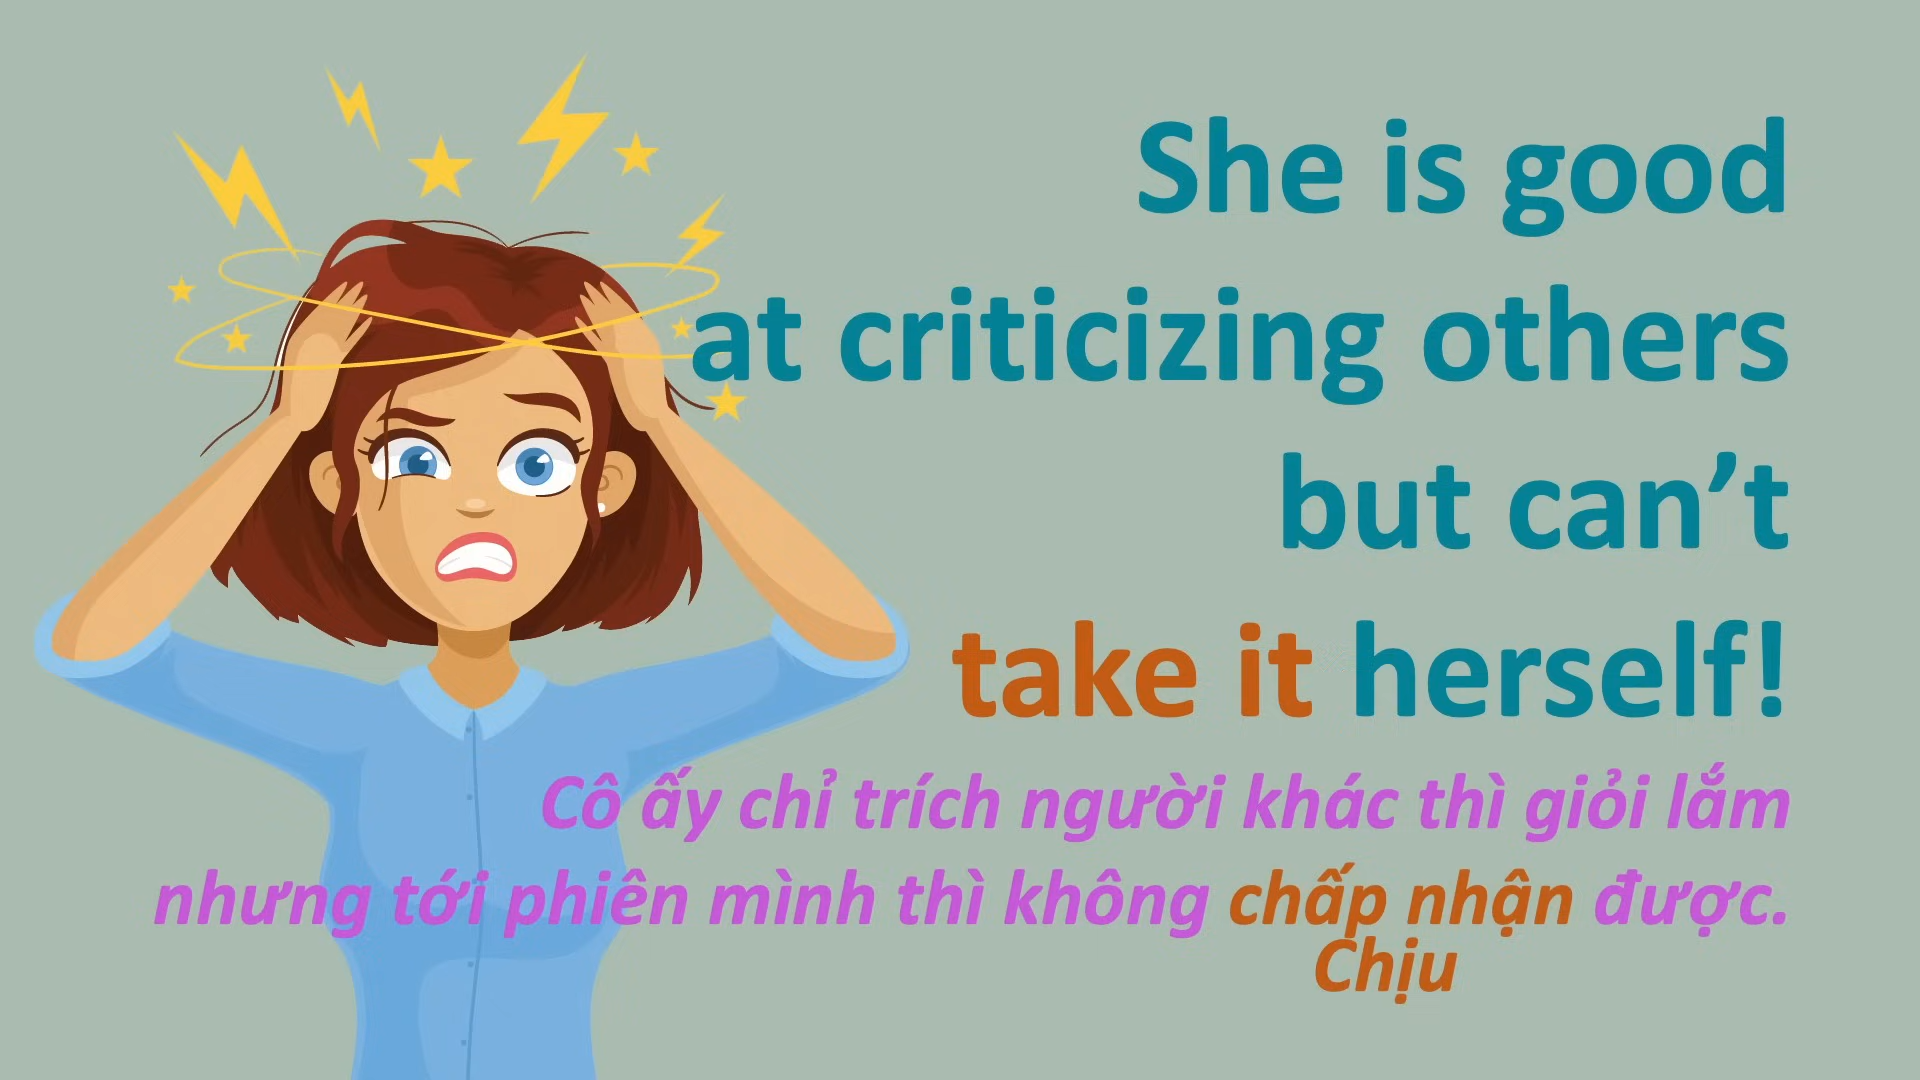 She is good
at criticizing others
but can’t
take it herself!
Cô ấy chỉ trích người khác thì giỏi lắm
nhưng tới phiên mình thì không chấp nhận được.
Chịu